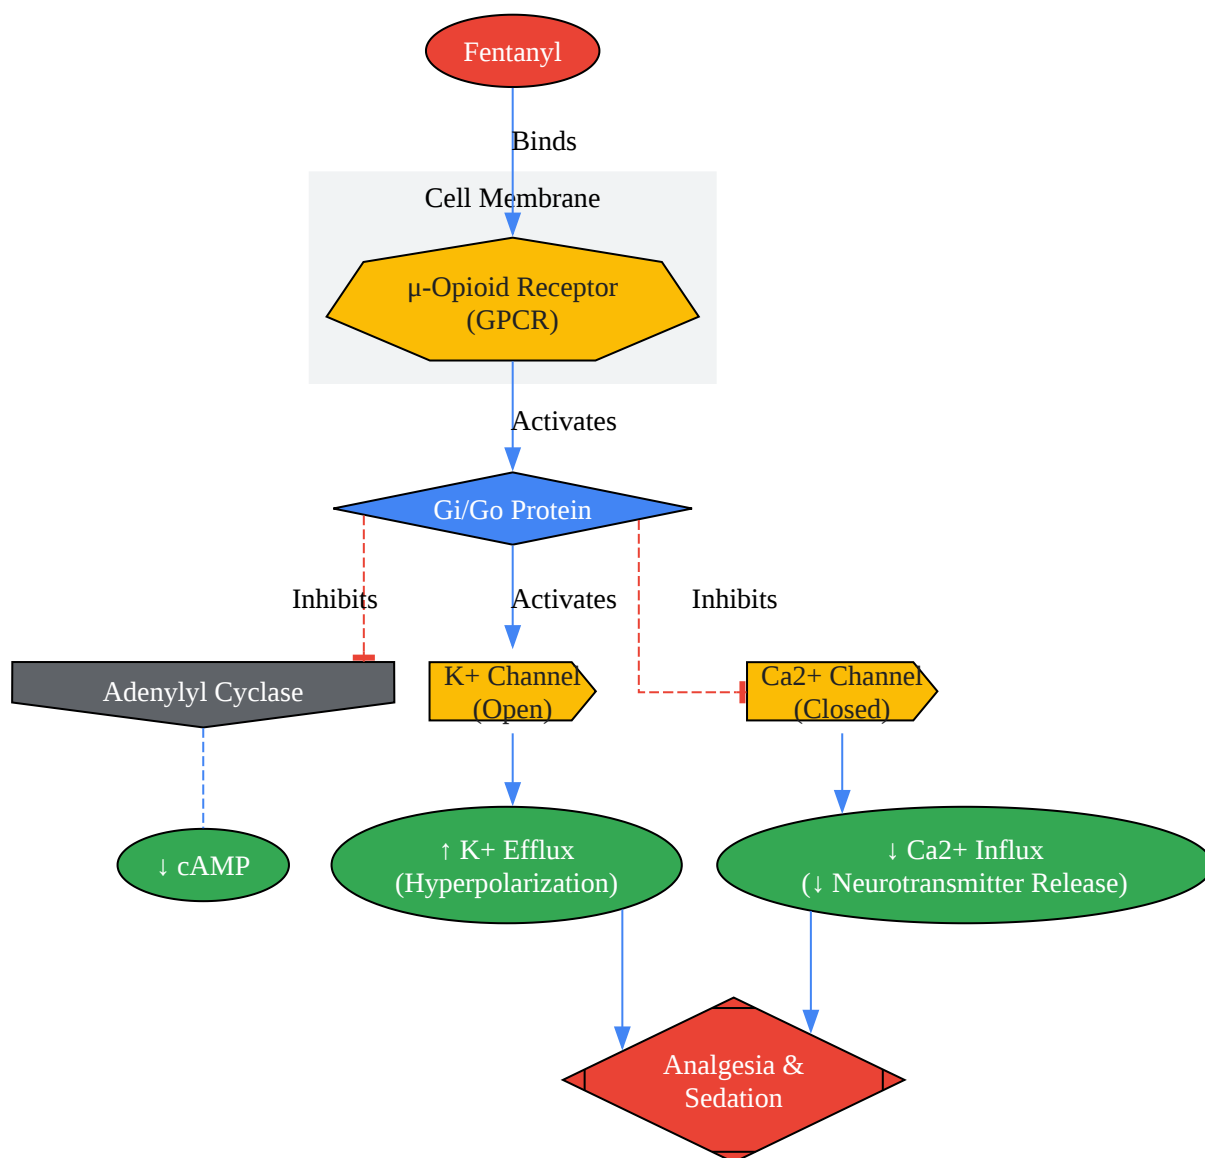 Fentanyl
Binds
Cell Membrane
μ-Opioid Receptor
(GPCR)
Activates
Gi/Go Protein
Inhibits
Activates
Inhibits
Adenylyl Cyclase
K+ Channel
(Open)
Ca2+ Channel
(Closed)
↓ cAMP
↑ K+ Efflux
(Hyperpolarization)
↓ Ca2+ Influx
(↓ Neurotransmitter Release)
Analgesia &
Sedation